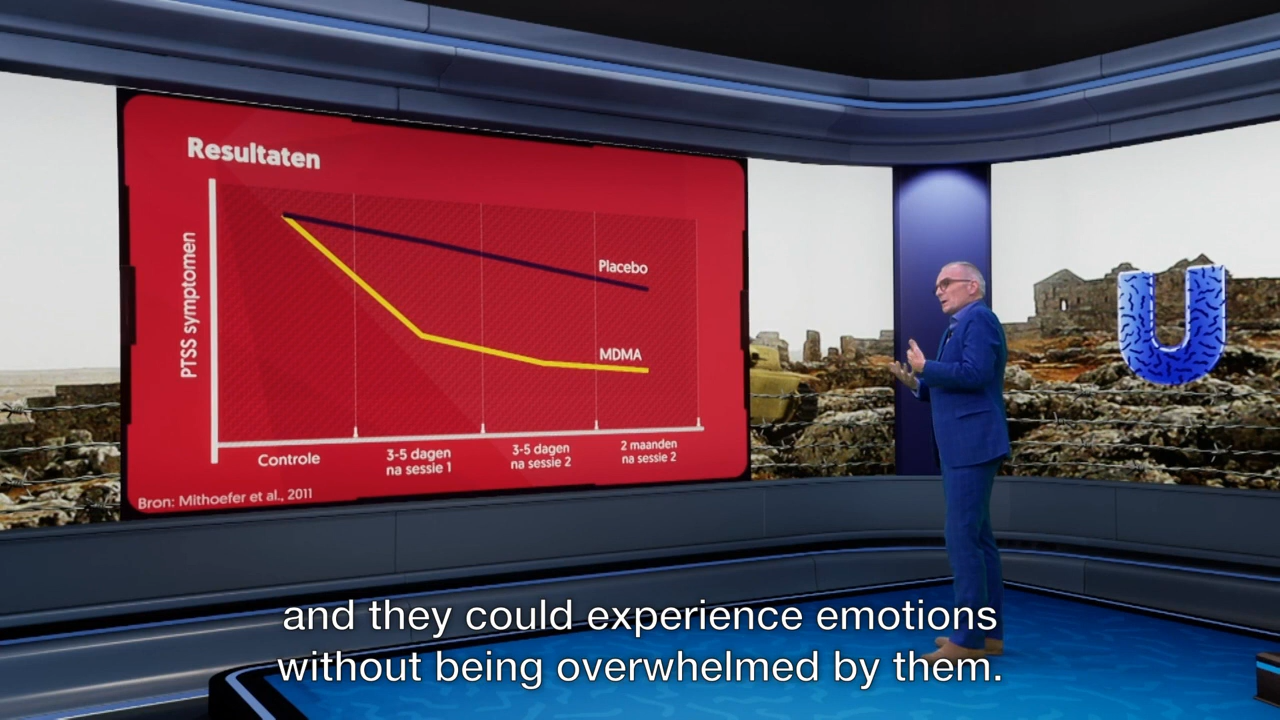 Resultaten
PTSS symptomen
Placebo
MDMA
Controle
3-5 dagen
na sessie 1
3-5 dagen
na sessie 2
2 maanden
na sessie 2
Bron: Mithoefer et al., 2011
U
and they could experience emotions
without being overwhelmed by them.